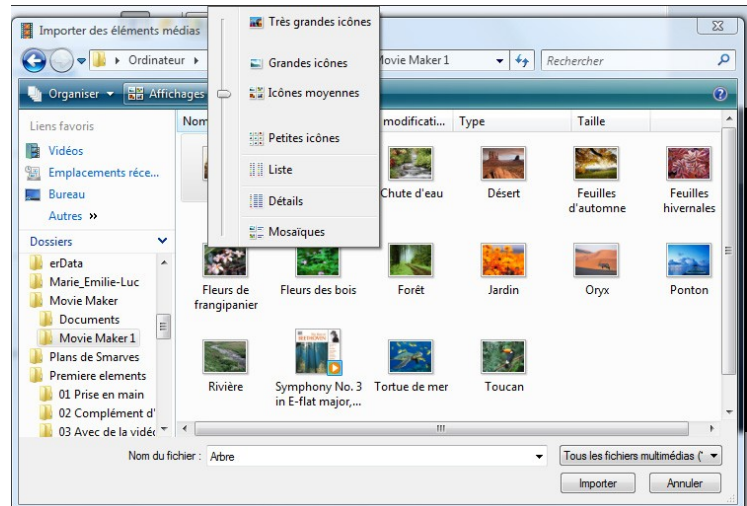 Importer des éléments médias
Ordinateur
Movie Maker 1
Rechercher
Organiser
Affichages
Très grandes icônes
Grandes icônes
Icônes moyennes
Petites icônes
Liste
Détails
Mosaïques
Liens favoris
Vidéos
Emplacements réce...
Bureau
Autres »
Dossiers
erData
Marie_Emilie-Luc
Movie Maker
Documents
Movie Maker 1
Plans de Smarves
Premiere elements
01 Prise en main
02 Complément d'
03 Avec de la vidéo
Nom
modificati...
Type
Taille
Chute d'eau
Désert
Feuilles
d'automne
Feuilles
hivernales
Fleurs de
frangipanier
Fleurs des bois
Forêt
Jardin
Oryx
Ponton
Rivière
Symphony No. 3
in E-flat major,...
Tortue de mer
Toucan
Nom du fichier :
Arbre
Tous les fichiers multimédias (*
Importer
Annuler